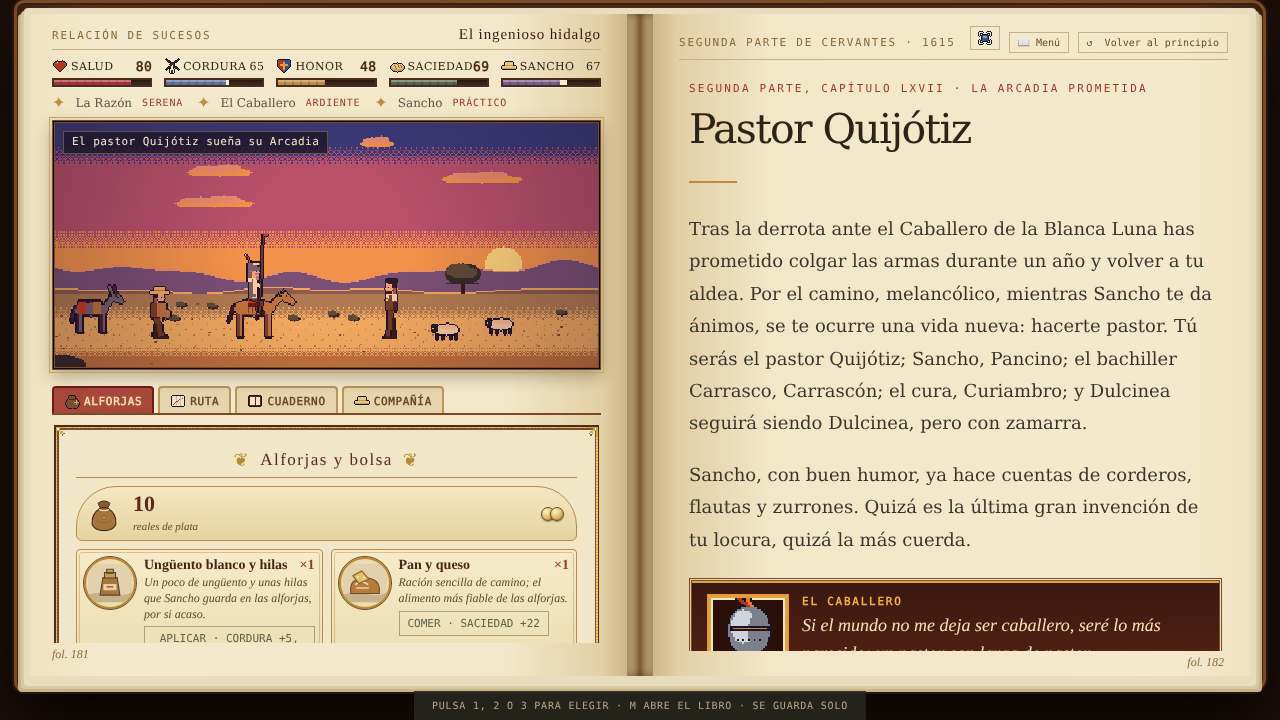 RELACIÓN DE SUCESOS
El ingenioso hidalgo
SALUD 80
CORDURA 65
HONOR 48
SACIEDAD 69
SANCHO 67
La Razón SERENA
El Caballero ARDIENTE
Sancho PRÁCTICO
El pastor Quijótiz sueña su Arcadia
ALFORJAS
RUTA
CUADERNO
COMPAÑÍA
Alforjas y bolsa
10
reales de plata
Ungüento blanco y hilas ×1
Un poco de ungüento y unas hilas
que Sancho guarda en las alforjas,
por si acaso.
APLICAR · CORDURA +5,
Pan y queso ×1
Ración sencilla de camino; el
alimento más fiable de las alforjas.
COMER · SACIEDAD +22
fol. 181
SEGUNDA PARTE DE CERVANTES · 1615
Menú
↺ Volver al principio
SEGUNDA PARTE, CAPÍTULO LXVII · LA ARCADIA PROMETIDA
Pastor Quijótiz
Tras la derrota ante el Caballero de la Blanca Luna has
prometido colgar las armas durante un año y volver a tu
aldea. Por el camino, melancólico, mientras Sancho te da
ánimos, se te ocurre una vida nueva: hacerte pastor. Tú
serás el pastor Quijótiz; Sancho, Pancino; el bachiller
Carrasco, Carrascón; el cura, Curiambro; y Dulcinea
seguirá siendo Dulcinea, pero con zamarra.
Sancho, con buen humor, ya hace cuentas de corderos,
flautas y zurrones. Quizá es la última gran invención de
tu locura, quizá la más cuerda.
EL CABALLERO
Si el mundo no me deja ser caballero, seré lo más
fol. 182
PULSA 1, 2 O 3 PARA ELEGIR · M ABRE EL LIBRO · SE GUARDA SOLO